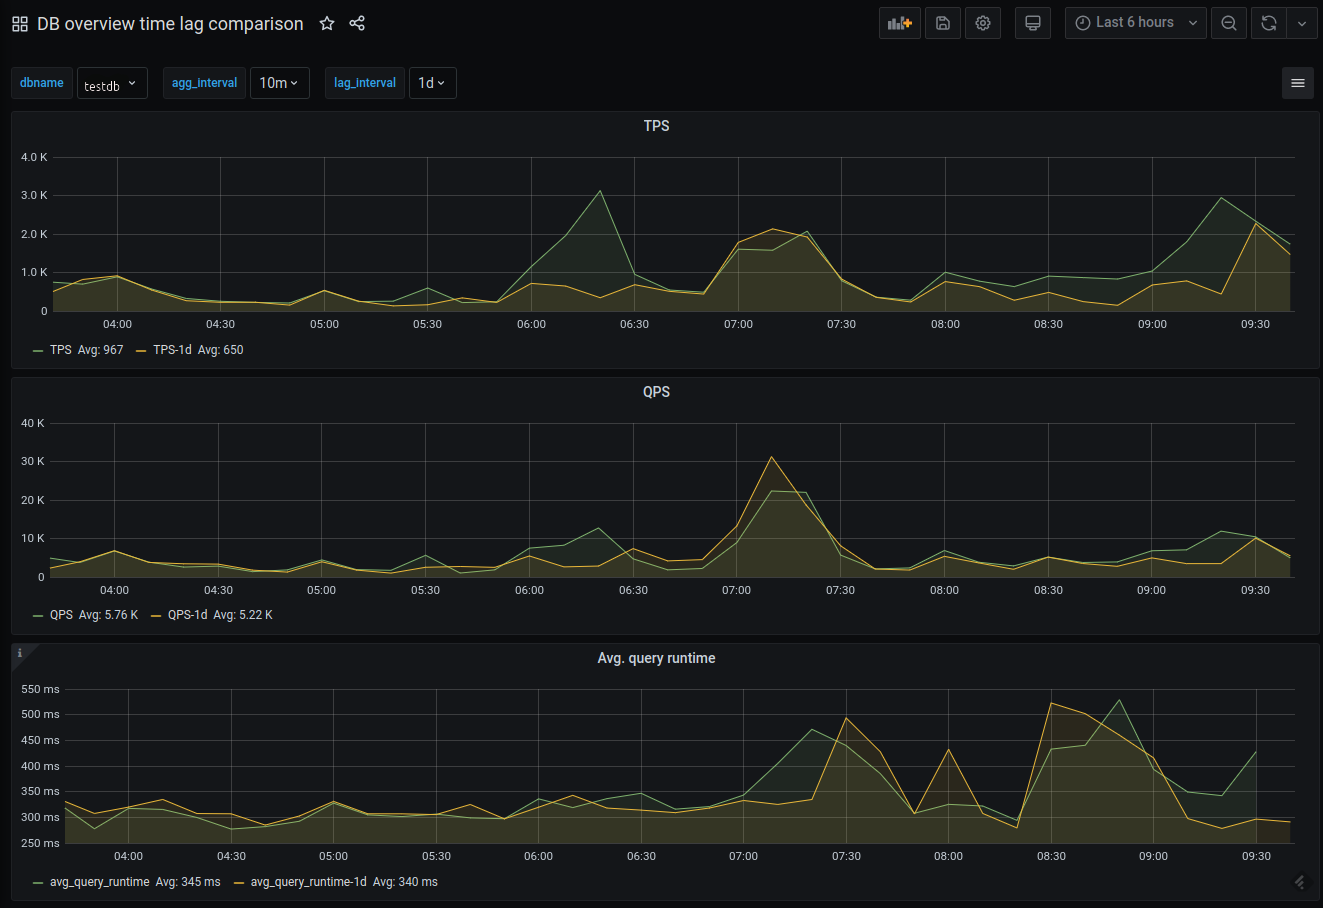 DB overview time lag comparison
Last 6 hours
dbname testdb agg_interval 10m lag_interval 1d
TPS
4.0 K
3.0 K
2.0 K
1.0 K
0
04:00 04:30 05:00 05:30 06:00 06:30 07:00 07:30 08:00 08:30 09:00 09:30
TPS Avg: 967 TPS-1d Avg: 650
QPS
40 K
30 K
20 K
10 K
0
04:00 04:30 05:00 05:30 06:00 06:30 07:00 07:30 08:00 08:30 09:00 09:30
QPS Avg: 5.76 K QPS-1d Avg: 5.22 K
i
Avg. query runtime
550 ms
500 ms
450 ms
400 ms
350 ms
300 ms
250 ms
04:00 04:30 05:00 05:30 06:00 06:30 07:00 07:30 08:00 08:30 09:00 09:30
avg_query_runtime Avg: 345 ms avg_query_runtime-1d Avg: 340 ms